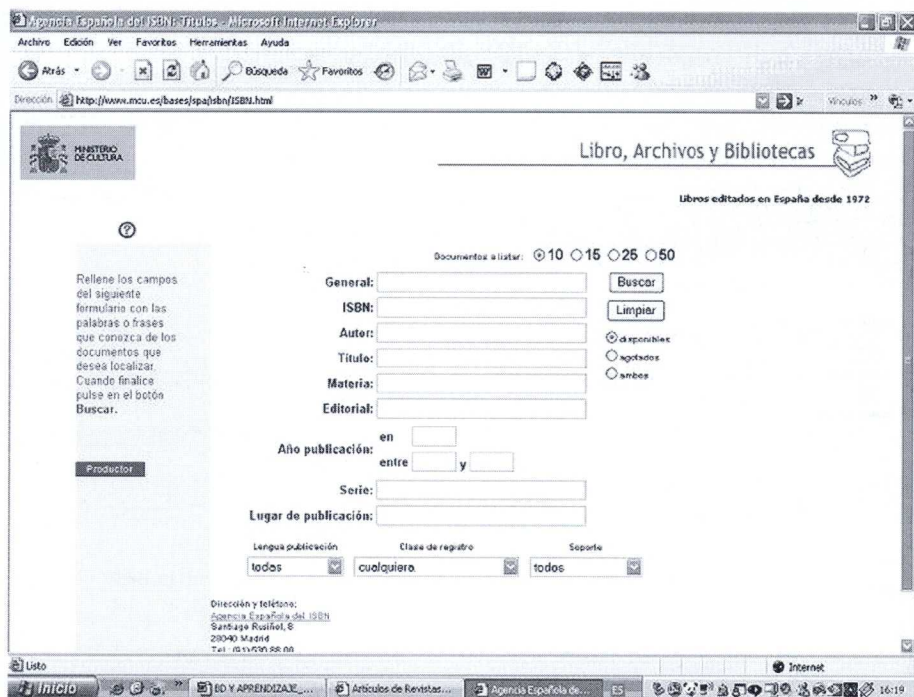 Agencia Española del ISBN: Títulos - Microsoft Internet Explorer
Archivo Edición Ver Favoritos Herramientas Ayuda
Atrás Búsqueda Favoritos
Dirección http://www.mcu.es/bases/spa/isbn/ISBN.html Vínculos »
MINISTERIO
DE CULTURA
Libro, Archivos y Bibliotecas
Libros editados en España desde 1972
Documentos a listar: 10 15 25 50
Rellene los campos
del siguiente
formulario con las
palabras o frases
que conozca de los
documentos que
desea localizar.
Cuando finalice
pulse en el botón
Buscar.
Productor
General: Buscar
ISBN: Limpiar
Autor: disponibles
Título: agotados
Materia: ambos
Editorial:
Año publicación: en
entre y
Serie:
Lugar de publicación:
Lengua publicación Clase de registro Soporte
todas cualquiera todos
Dirección y teléfono:
Agencia Española del ISBN
Santiago Rusiñol, 8
28040 Madrid
Tel.: (91) 530 88 00
Listo Internet
Inicio » BD Y APRENDIZAJE_... Artículos de Revistas... Agencia Española de... ES 16:19